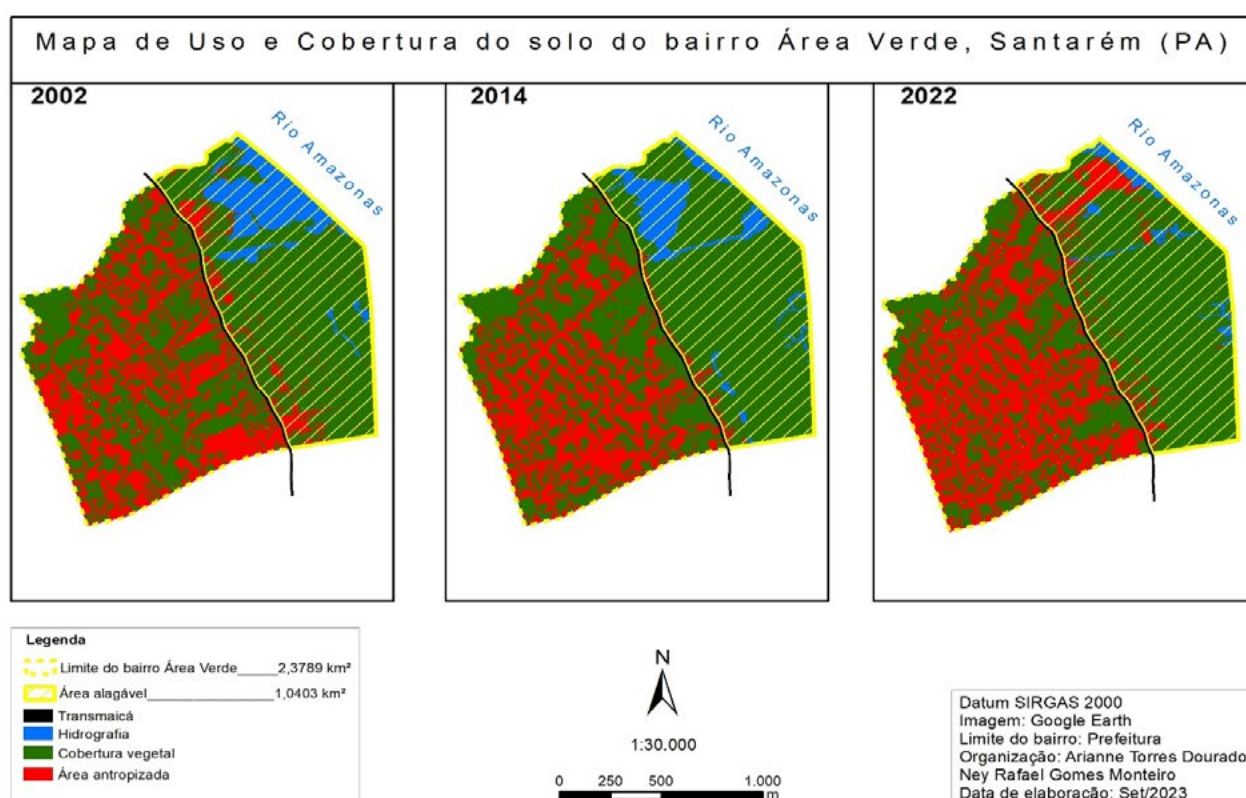 Mapa de Uso e Cobertura do solo do bairro Área Verde, Santarém (PA)
2002
Rio Amazonas
2014
Rio Amazonas
2022
Rio Amazonas
Legenda
Limite do bairro Área Verde_____2,3789 km²
Área alagável________________1,0403 km²
Transmaicá
Hidrografia
Cobertura vegetal
Área antropizada
N
1:30.000
0 250 500 1.000
m
Datum SIRGAS 2000
Imagem: Google Earth
Limite do bairro: Prefeitura
Organização: Arianne Torres Dourado
Ney Rafael Gomes Monteiro
Data de elaboração: Set/2023